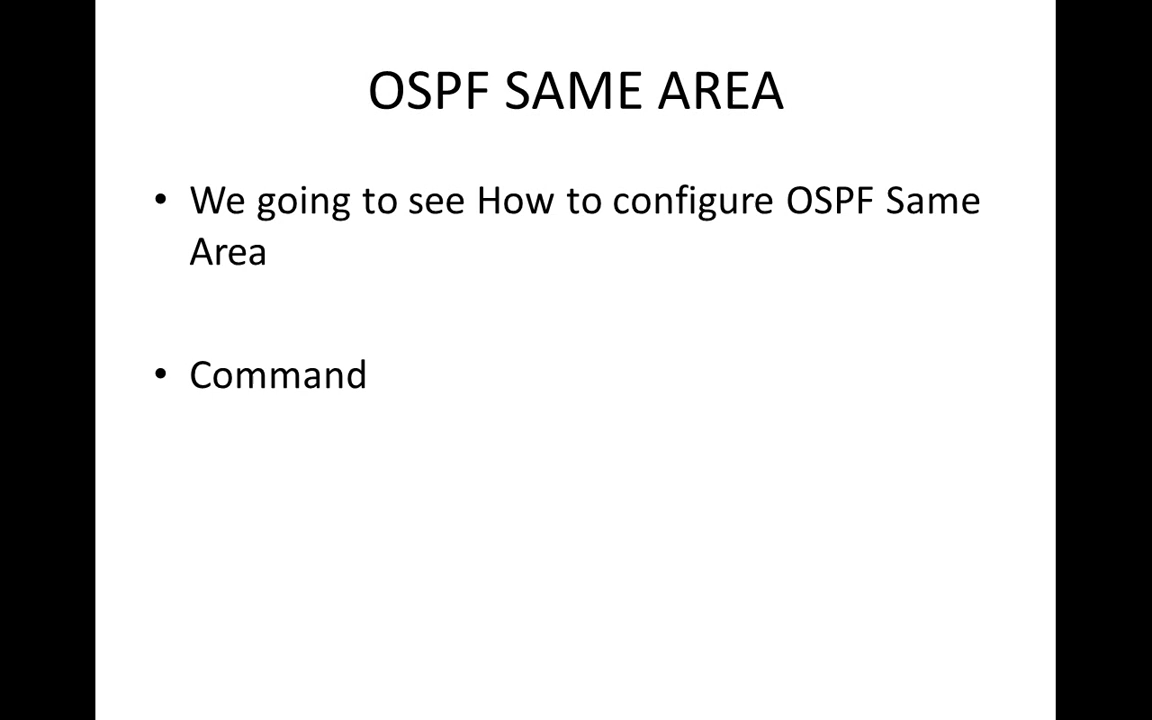 OSPF SAME AREA
• We going to see How to configure OSPF Same
Area
• Command